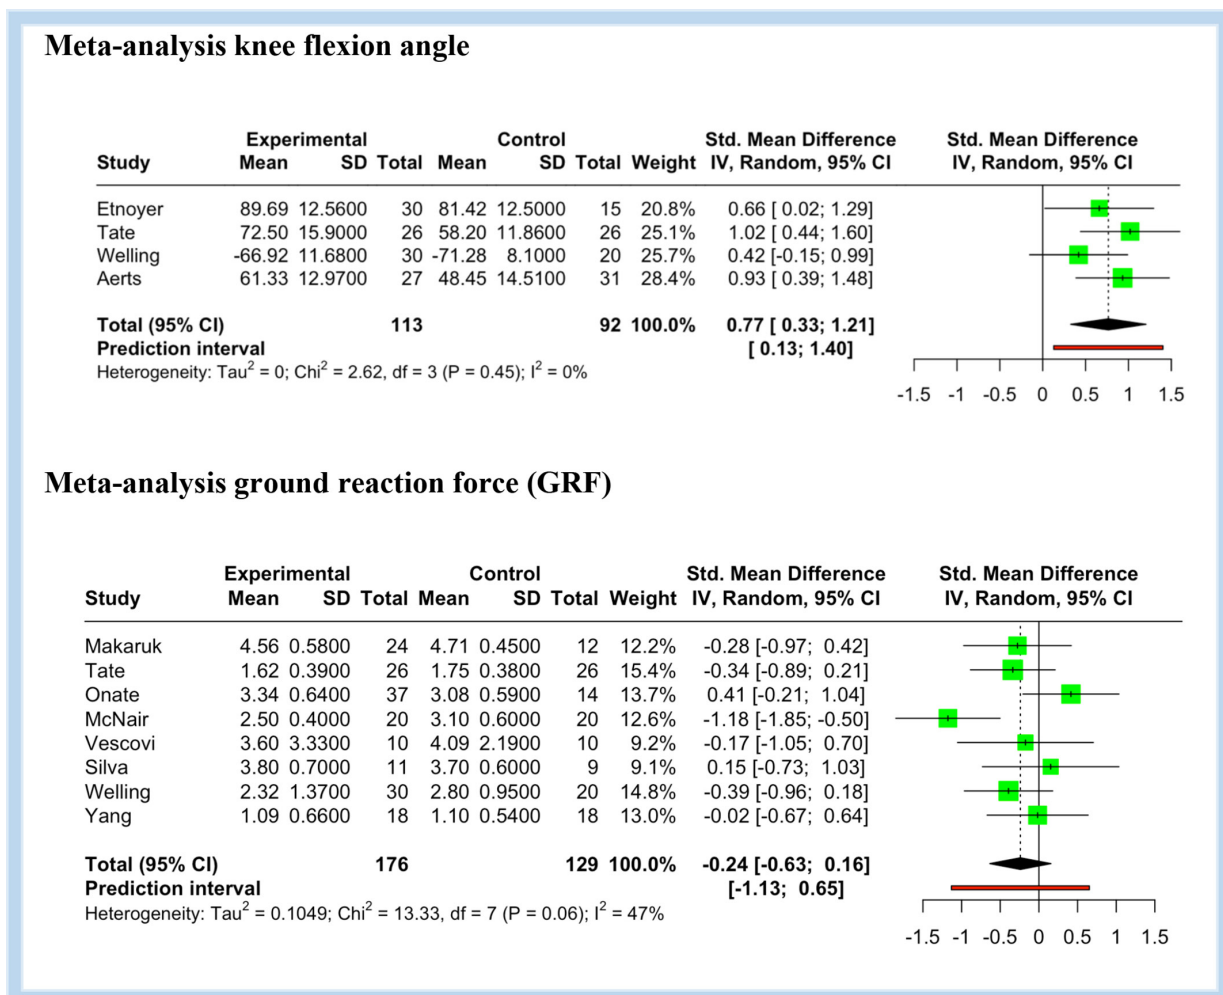 Meta-analysis knee flexion angle
Experimental Control Std. Mean Difference Std. Mean Difference
Study Mean SD Total Mean SD Total Weight IV, Random, 95% CI IV, Random, 95% CI
Etnoyer 89.69 12.5600 30 81.42 12.5000 15 20.8% 0.66 [ 0.02; 1.29]
Tate 72.50 15.9000 26 58.20 11.8600 26 25.1% 1.02 [ 0.44; 1.60]
Welling -66.92 11.6800 30 -71.28 8.1000 20 25.7% 0.42 [-0.15; 0.99]
Aerts 61.33 12.9700 27 48.45 14.5100 31 28.4% 0.93 [ 0.39; 1.48]
Total (95% CI) 113 92 100.0% 0.77 [ 0.33; 1.21]
Prediction interval [ 0.13; 1.40]
Heterogeneity: Tau² = 0; Chi² = 2.62, df = 3 (P = 0.45); I² = 0%
-1.5 -1 -0.5 0 0.5 1 1.5
Meta-analysis ground reaction force (GRF)
Experimental Control Std. Mean Difference Std. Mean Difference
Study Mean SD Total Mean SD Total Weight IV, Random, 95% CI IV, Random, 95% CI
Makaruk 4.56 0.5800 24 4.71 0.4500 12 12.2% -0.28 [-0.97; 0.42]
Tate 1.62 0.3900 26 1.75 0.3800 26 15.4% -0.34 [-0.89; 0.21]
Onate 3.34 0.6400 37 3.08 0.5900 14 13.7% 0.41 [-0.21; 1.04]
McNair 2.50 0.4000 20 3.10 0.6000 20 12.6% -1.18 [-1.85; -0.50]
Vescovi 3.60 3.3300 10 4.09 2.1900 10 9.2% -0.17 [-1.05; 0.70]
Silva 3.80 0.7000 11 3.70 0.6000 9 9.1% 0.15 [-0.73; 1.03]
Welling 2.32 1.3700 30 2.80 0.9500 20 14.8% -0.39 [-0.96; 0.18]
Yang 1.09 0.6600 18 1.10 0.5400 18 13.0% -0.02 [-0.67; 0.64]
Total (95% CI) 176 129 100.0% -0.24 [-0.63; 0.16]
Prediction interval [-1.13; 0.65]
Heterogeneity: Tau² = 0.1049; Chi² = 13.33, df = 7 (P = 0.06); I² = 47%
-1.5 -1 -0.5 0 0.5 1 1.5